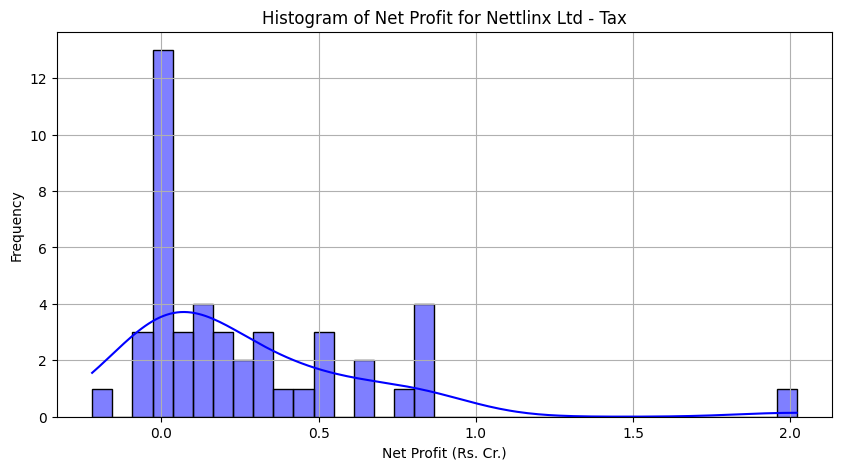 Histogram of Net Profit for Nettlinx Ltd - Tax
12
10
8
6
4
2
0
Frequency
0.0 0.5 1.0 1.5 2.0
Net Profit (Rs. Cr.)